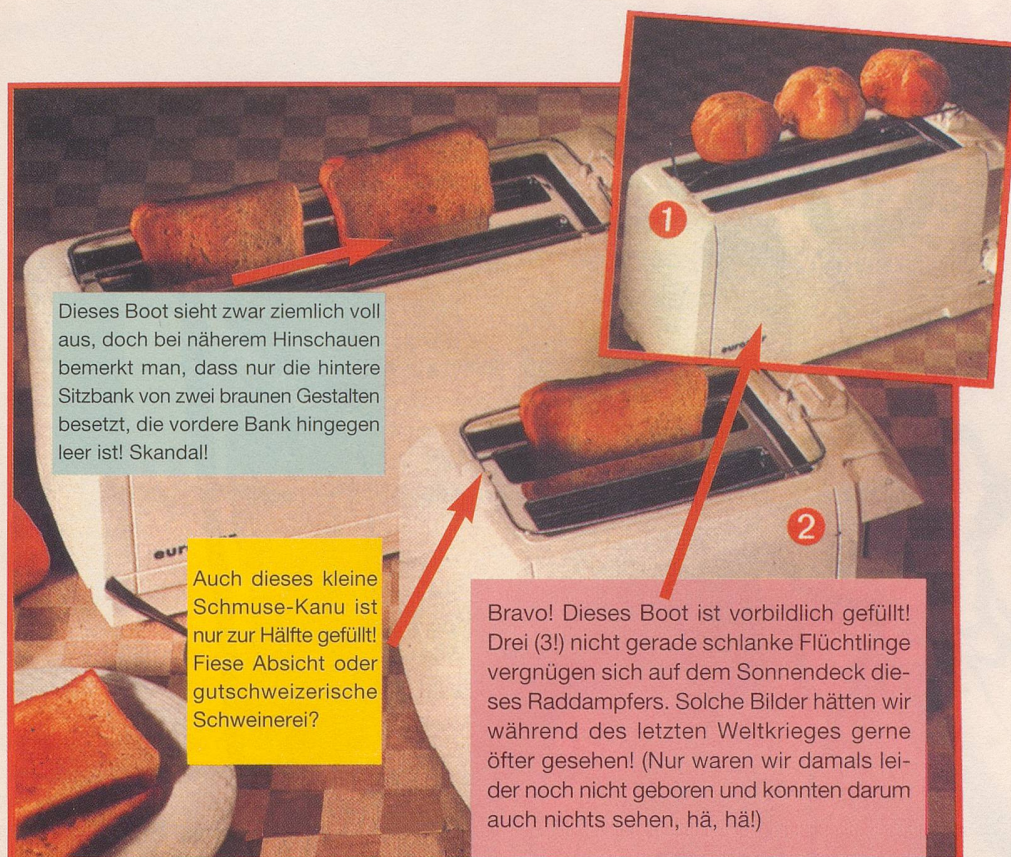 1
Dieses Boot sieht zwar ziemlich voll
aus, doch bei näherem Hinschauen
bemerkt man, dass nur die hintere
Sitzbank von zwei braunen Gestalten
besetzt, die vordere Bank hingegen
leer ist! Skandal!
2
Auch dieses kleine
Schmuse-Kanu ist
nur zur Hälfte gefüllt!
Fiese Absicht oder
gutschweizerische
Schweinerei?
Bravo! Dieses Boot ist vorbildlich gefüllt!
Drei (3!) nicht gerade schlanke Flüchtlinge
vergnügen sich auf dem Sonnendeck die-
ses Raddampfers. Solche Bilder hätten wir
während des letzten Weltkrieges gerne
öfter gesehen! (Nur waren wir damals lei-
der noch nicht geboren und konnten darum
auch nichts sehen, hä, hä!)